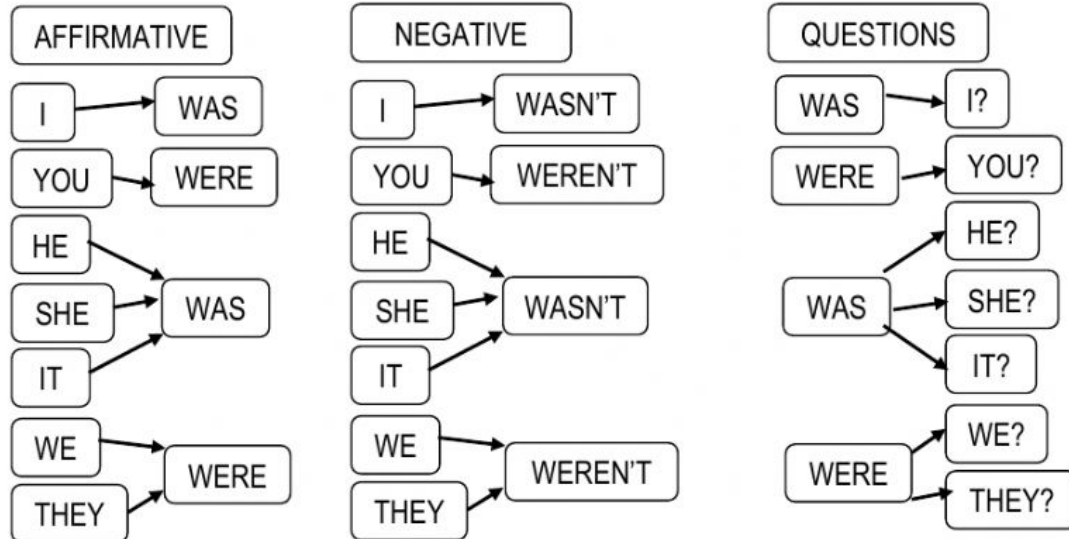 AFFIRMATIVE
I
WAS
YOU
WERE
HE
SHE
IT
WAS
WE
THEY
WERE
NEGATIVE
I
WASN'T
YOU
WEREN'T
HE
SHE
IT
WASN'T
WE
THEY
WEREN'T
QUESTIONS
WAS
I?
WERE
YOU?
WAS
HE?
SHE?
IT?
WERE
WE?
THEY?